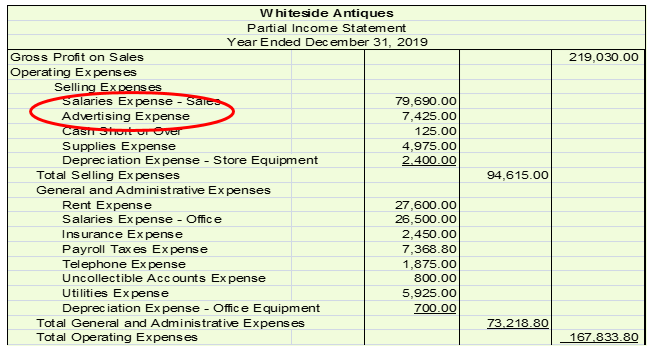 Whiteside Antiques
Partial Income Statement
Year Ended December 31, 2019
Gross Profit on Sales 219,030.00
Operating Expenses
Selling Expenses
Salaries Expense - Sales 79,690.00
Advertising Expense 7,425.00
Cash Short or Over 125.00
Supplies Expense 4,975.00
Depreciation Expense - Store Equipment 2,400.00
Total Selling Expenses 94,615.00
General and Administrative Expenses
Rent Expense 27,600.00
Salaries Expense - Office 26,500.00
Insurance Expense 2,450.00
Payroll Taxes Expense 7,368.80
Telephone Expense 1,875.00
Uncollectible Accounts Expense 800.00
Utilities Expense 5,925.00
Depreciation Expense - Office Equipment 700.00
Total General and Administrative Expenses 73,218.80
Total Operating Expenses 167,833.80